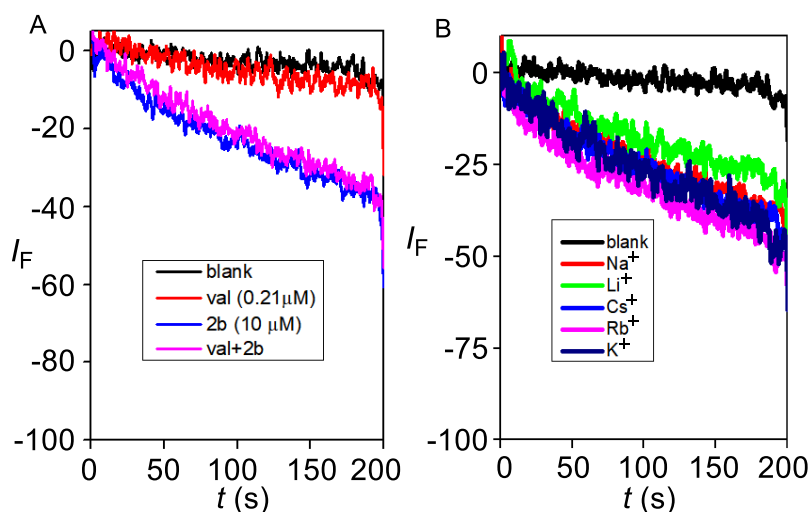 A
0
-20
-40
-60
-80
-100
I_F
blank
val (0.21μM)
2b (10 μM)
val+2b
0 50 100 150 200
t (s)
B
0
-25
-50
-75
-100
I_F
blank
Na⁺
Li⁺
Cs⁺
Rb⁺
K⁺
0 50 100 150 200
t (s)